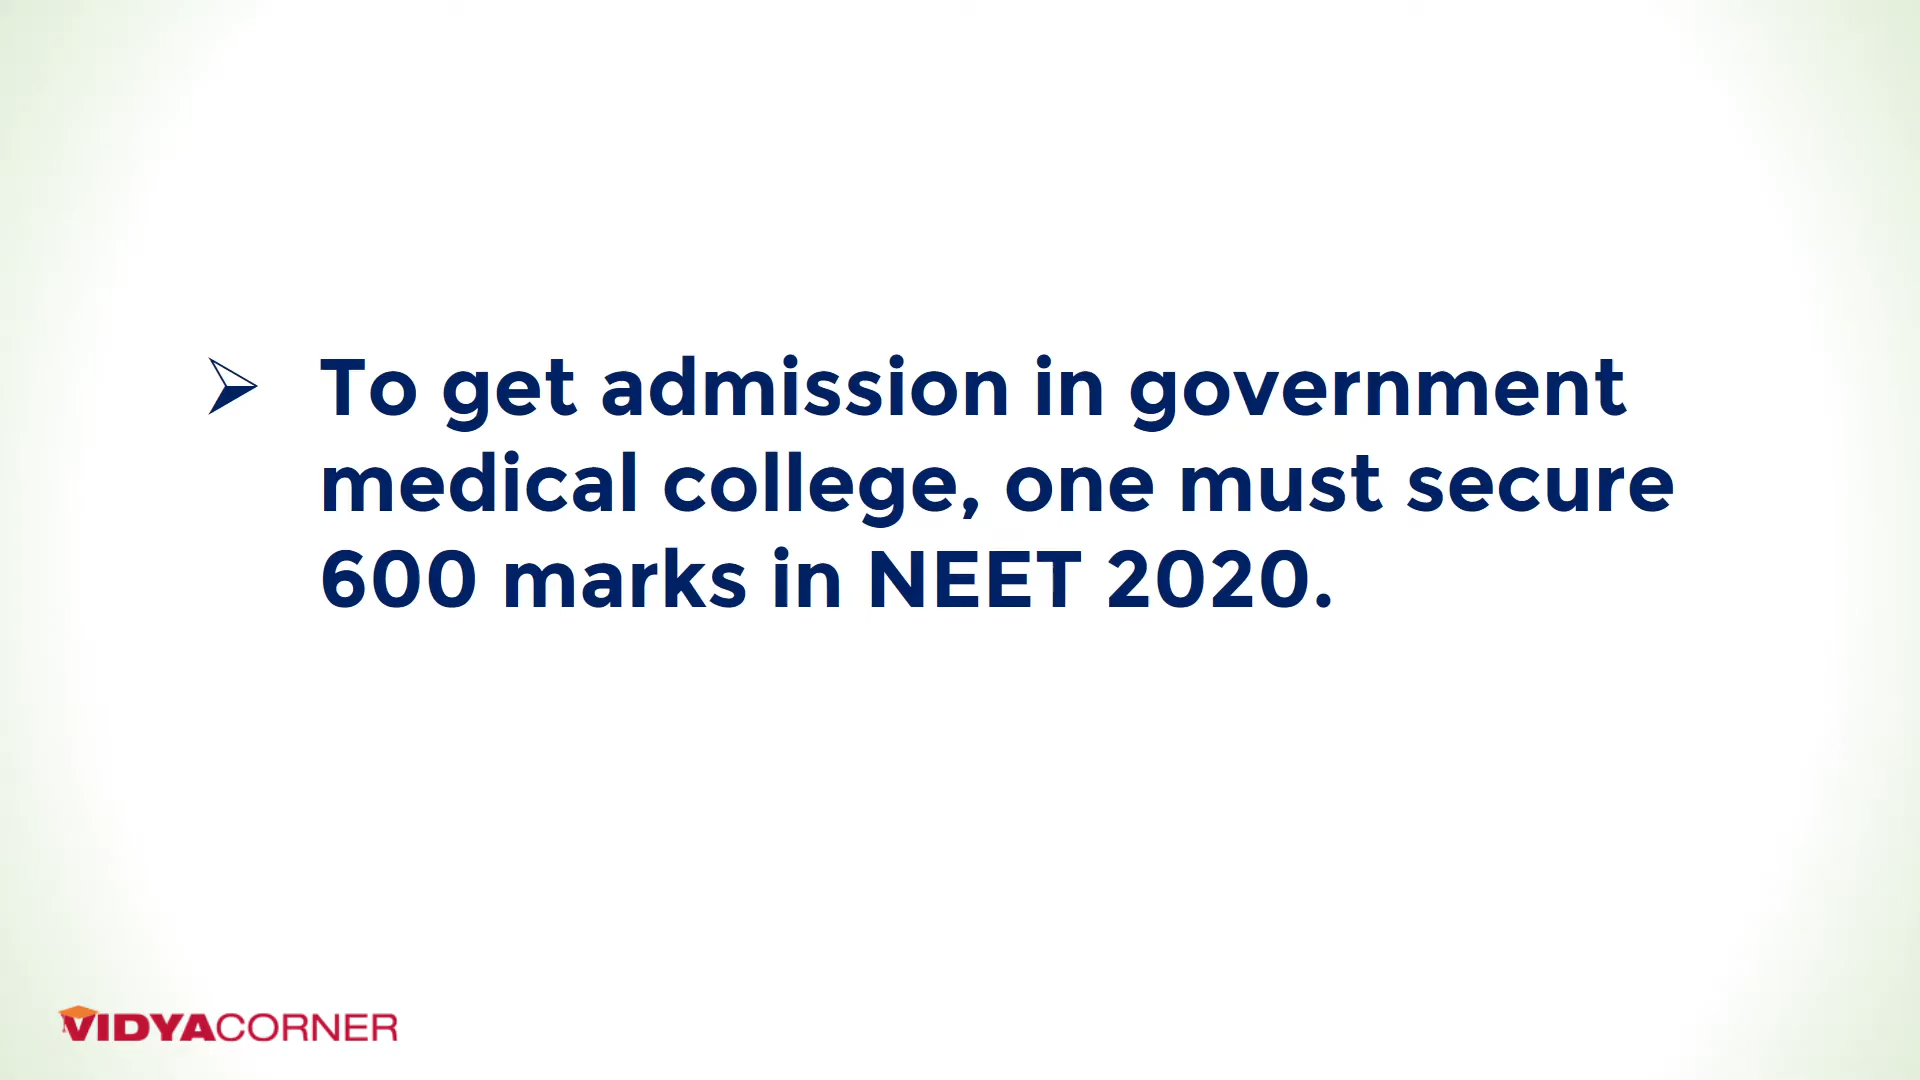 ➢ To get admission in government
medical college, one must secure
600 marks in NEET 2020.
VIDYACORNER